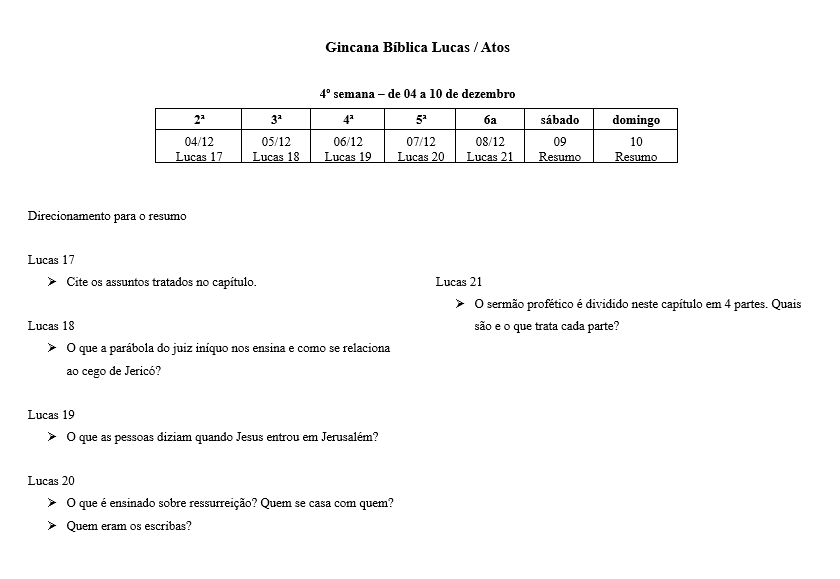 Gincana Bíblica Lucas / Atos
4º semana – de 04 a 10 de dezembro
2ª 3ª 4ª 5ª 6a sábado domingo
04/12 05/12 06/12 07/12 08/12 09 10
Lucas 17 Lucas 18 Lucas 19 Lucas 20 Lucas 21 Resumo Resumo
Direcionamento para o resumo
Lucas 17
➢ Cite os assuntos tratados no capítulo.
Lucas 18
➢ O que a parábola do juiz iníquo nos ensina e como se relaciona
ao cego de Jericó?
Lucas 19
➢ O que as pessoas diziam quando Jesus entrou em Jerusalém?
Lucas 20
➢ O que é ensinado sobre ressurreição? Quem se casa com quem?
➢ Quem eram os escribas?
Lucas 21
➢ O sermão profético é dividido neste capítulo em 4 partes. Quais
são e o que trata cada parte?